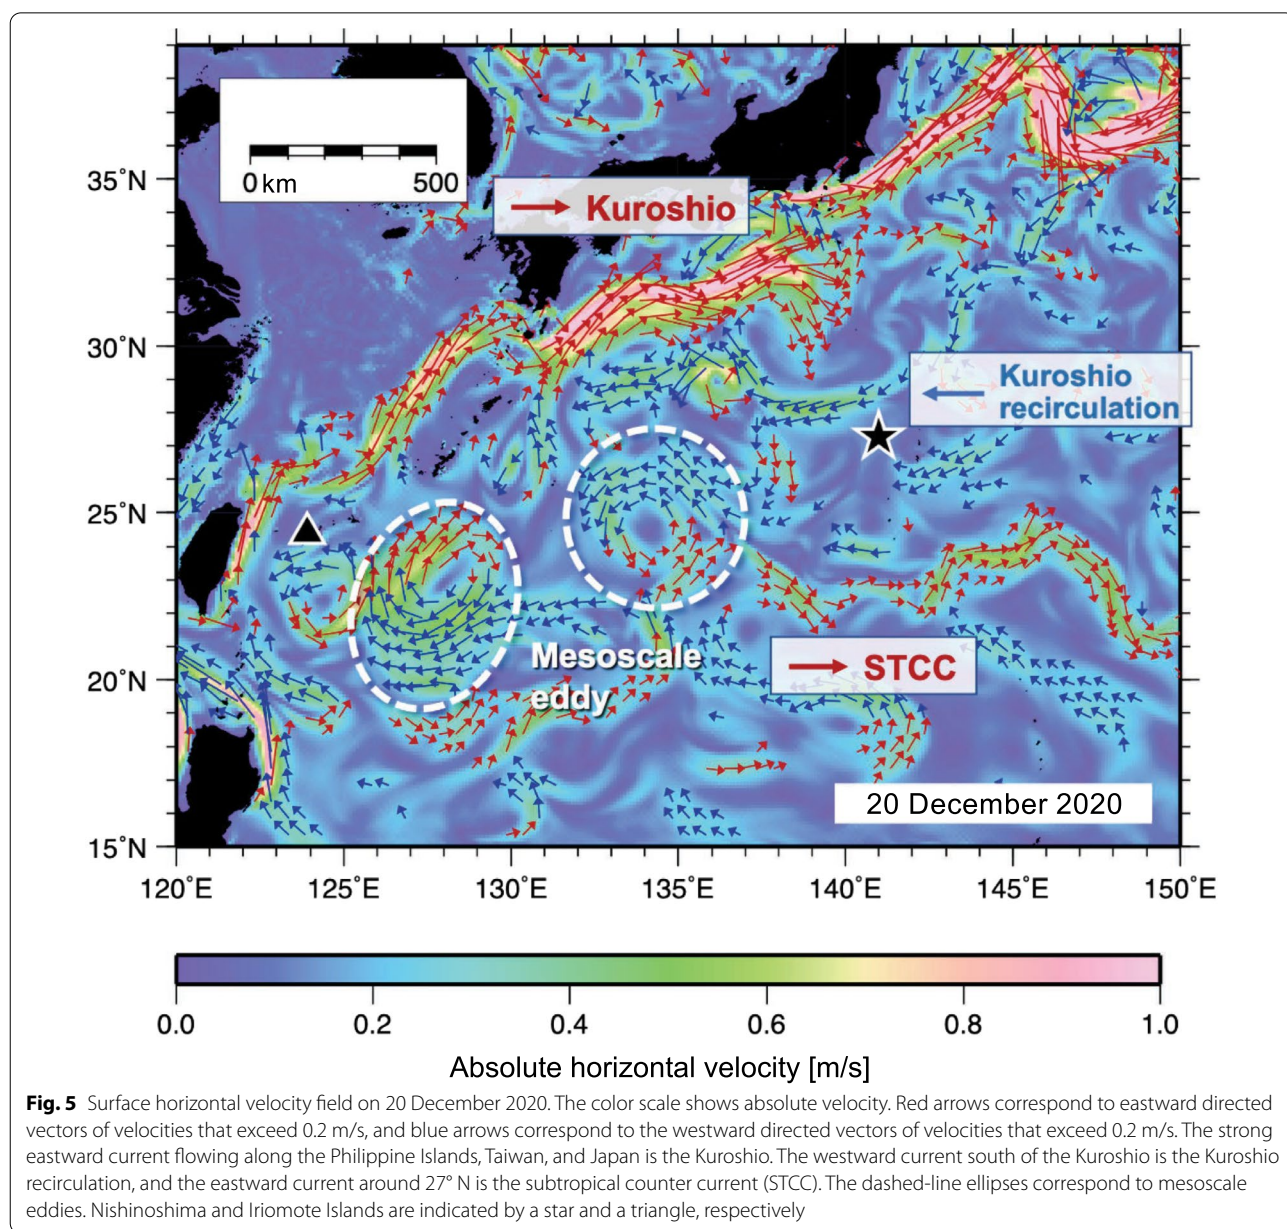 0 km 500
35°N
Kuroshio
30°N
Kuroshio
recirculation
25°N
Mesoscale
eddy
STCC
20°N
20 December 2020
15°N
120°E 125°E 130°E 135°E 140°E 145°E 150°E
0.0 0.2 0.4 0.6 0.8 1.0
Absolute horizontal velocity [m/s]
Fig. 5 Surface horizontal velocity field on 20 December 2020. The color scale shows absolute velocity. Red arrows correspond to eastward directed
vectors of velocities that exceed 0.2 m/s, and blue arrows correspond to the westward directed vectors of velocities that exceed 0.2 m/s. The strong
eastward current flowing along the Philippine Islands, Taiwan, and Japan is the Kuroshio. The westward current south of the Kuroshio is the Kuroshio
recirculation, and the eastward current around 27° N is the subtropical counter current (STCC). The dashed-line ellipses correspond to mesoscale
eddies. Nishinoshima and Iriomote Islands are indicated by a star and a triangle, respectively